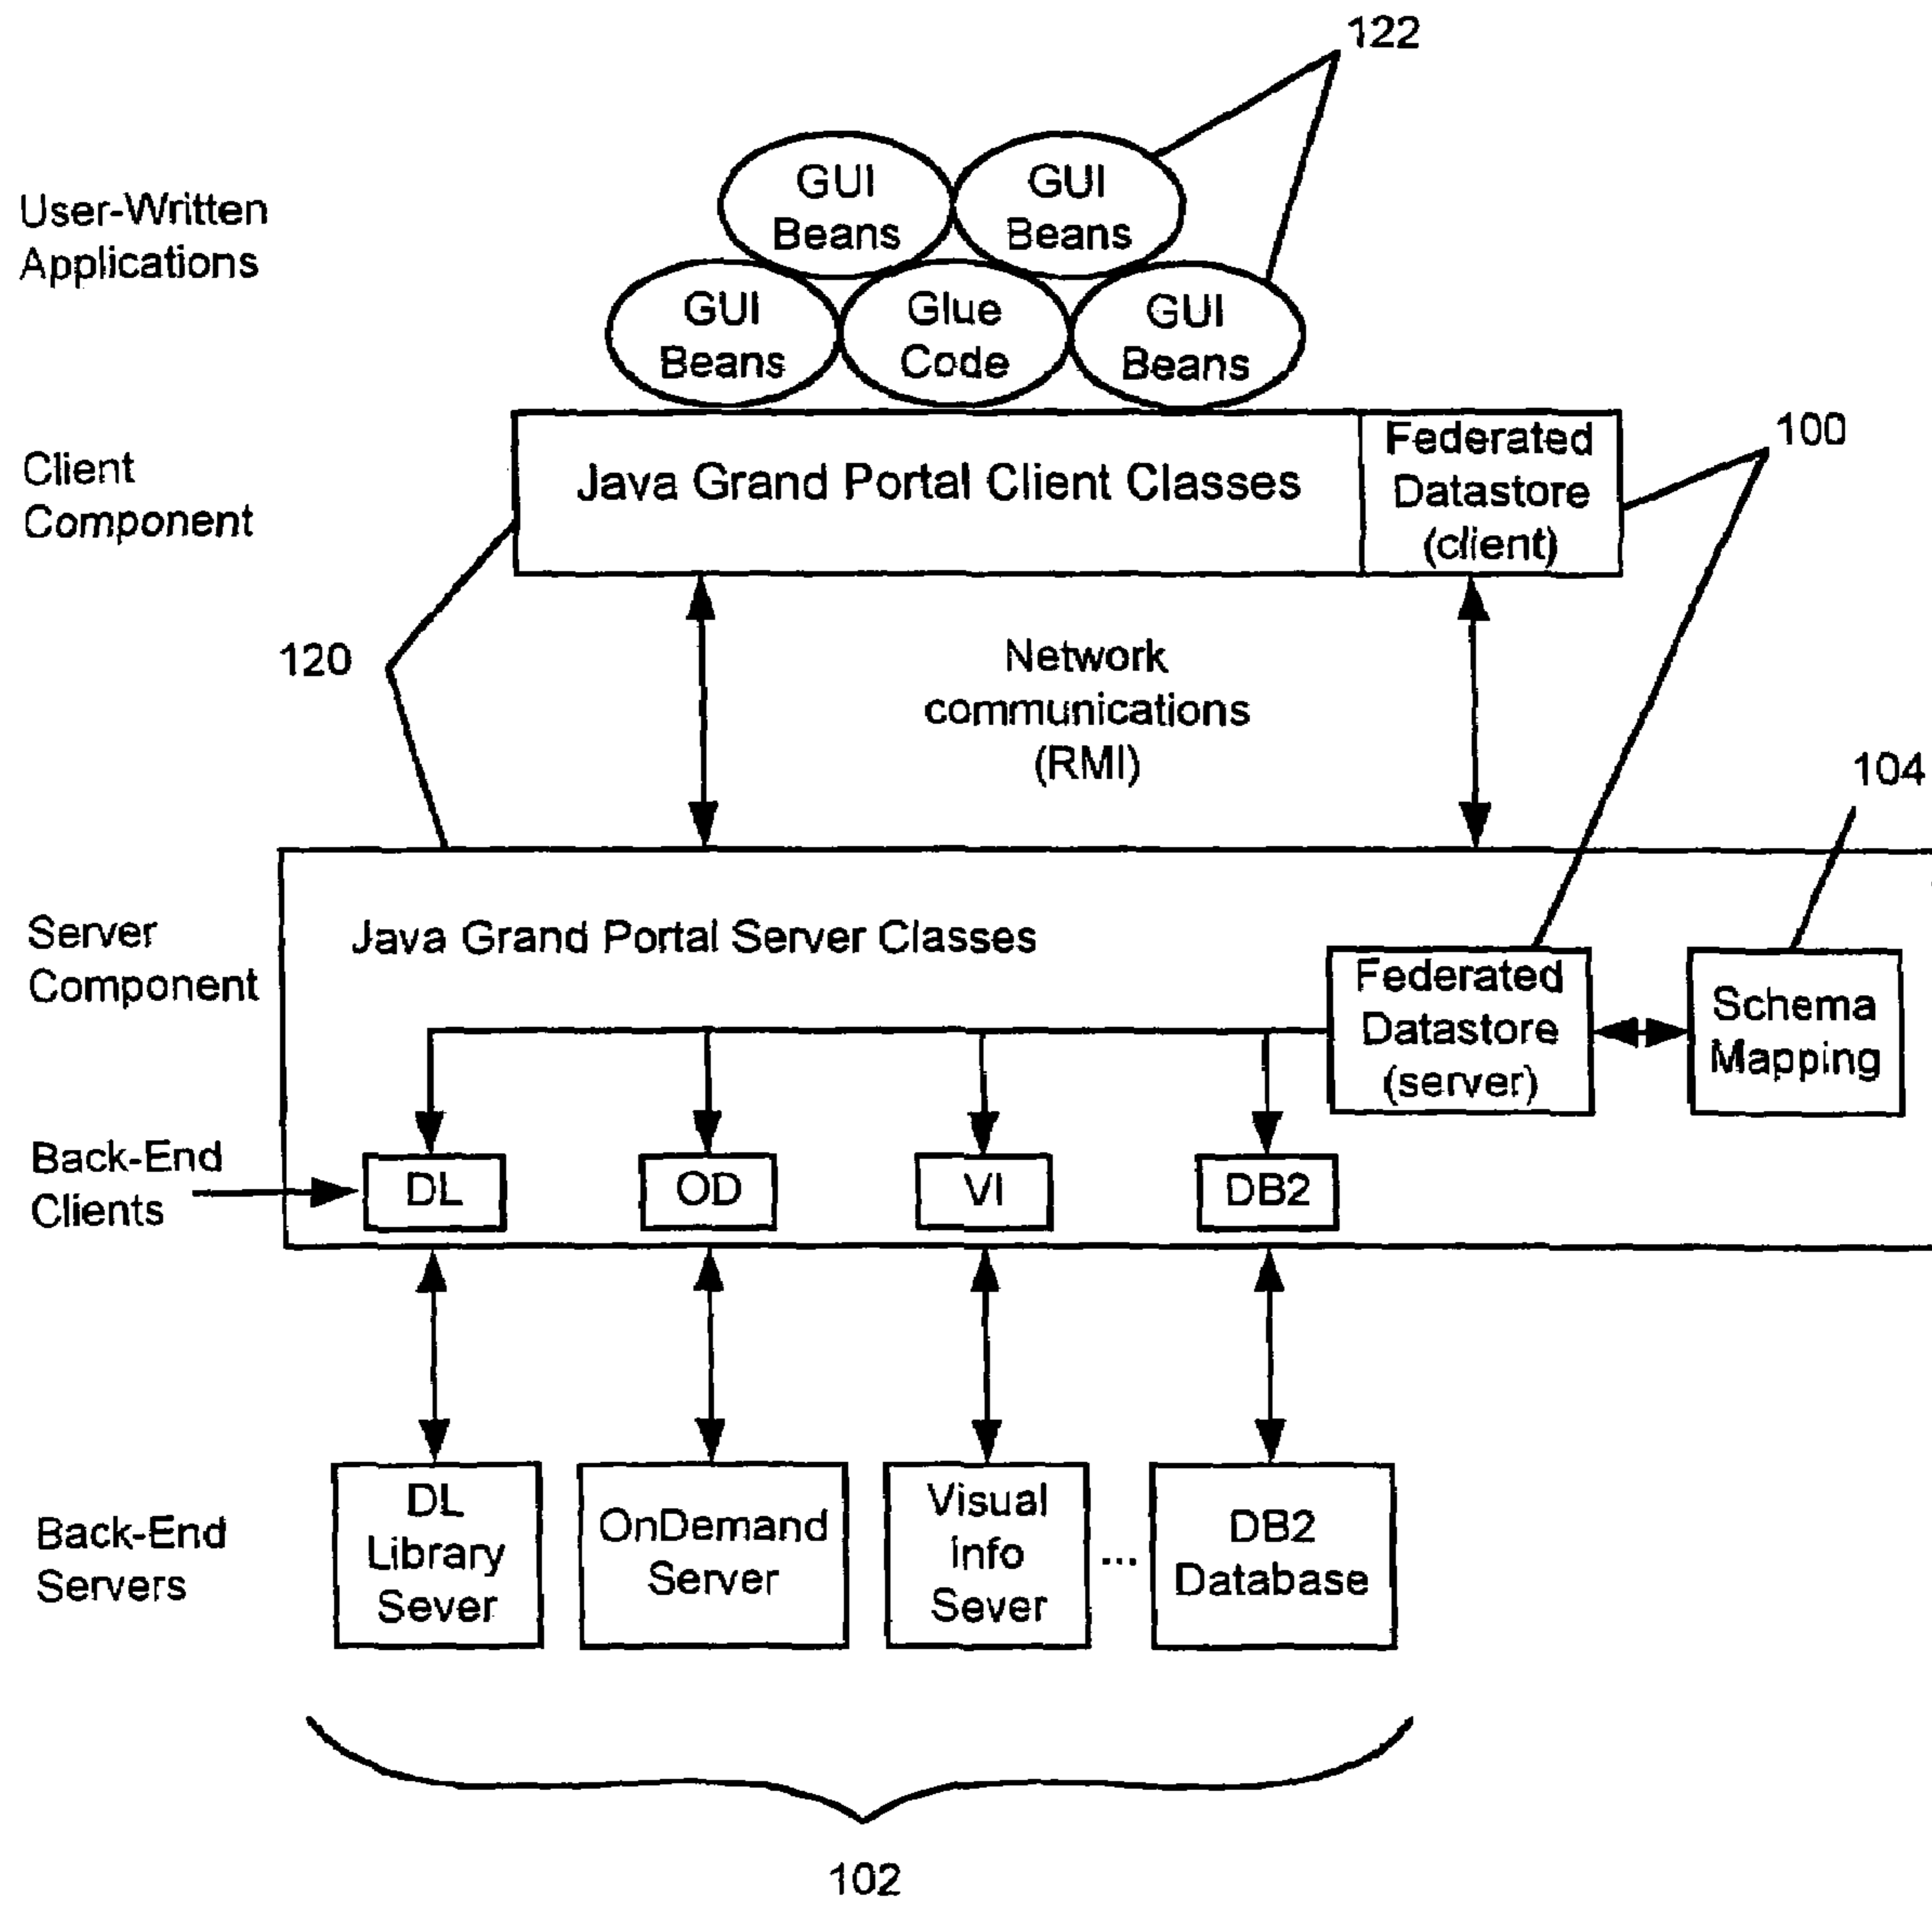 122
User-Written
Applications
GUI
Beans
GUI
Beans
GUI
Beans
Glue
Code
GUI
Beans
Client
Component
Java Grand Portal Client Classes
Federated
Datastore
(client)
100
120
Network
communications
(RMI)
104
Server
Component
Java Grand Portal Server Classes
Federated
Datastore
(server)
Schema
Mapping
Back-End
Clients
DL
OD
VI
DB2
Back-End
Servers
DL
Library
Sever
OnDemand
Server
Visual
Info
Sever
...
DB2
Database
102